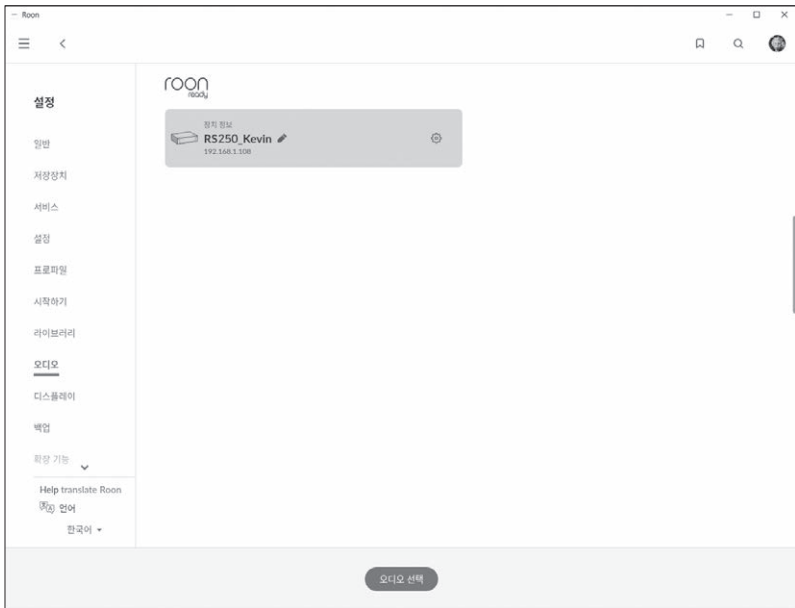 Roon
설정
일반
저장장치
서비스
설정
프로파일
시작하기
라이브러리
오디오
디스플레이
백업
확장 기능
Help translate Roon
언어
한국어
roon
ready
장치 정보
RS250_Kevin
192.168.1.108
오디오 선택